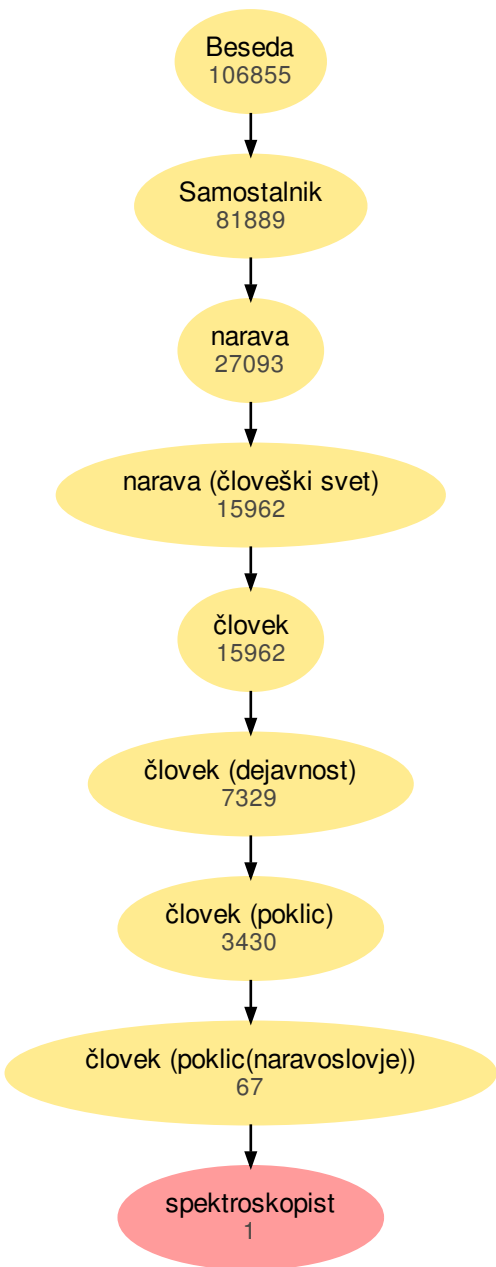 Beseda
106855
Samostalnik
81889
narava
27093
narava (človeški svet)
15962
človek
15962
človek (dejavnost)
7329
človek (poklic)
3430
človek (poklic(naravoslovje))
67
spektroskopist
1